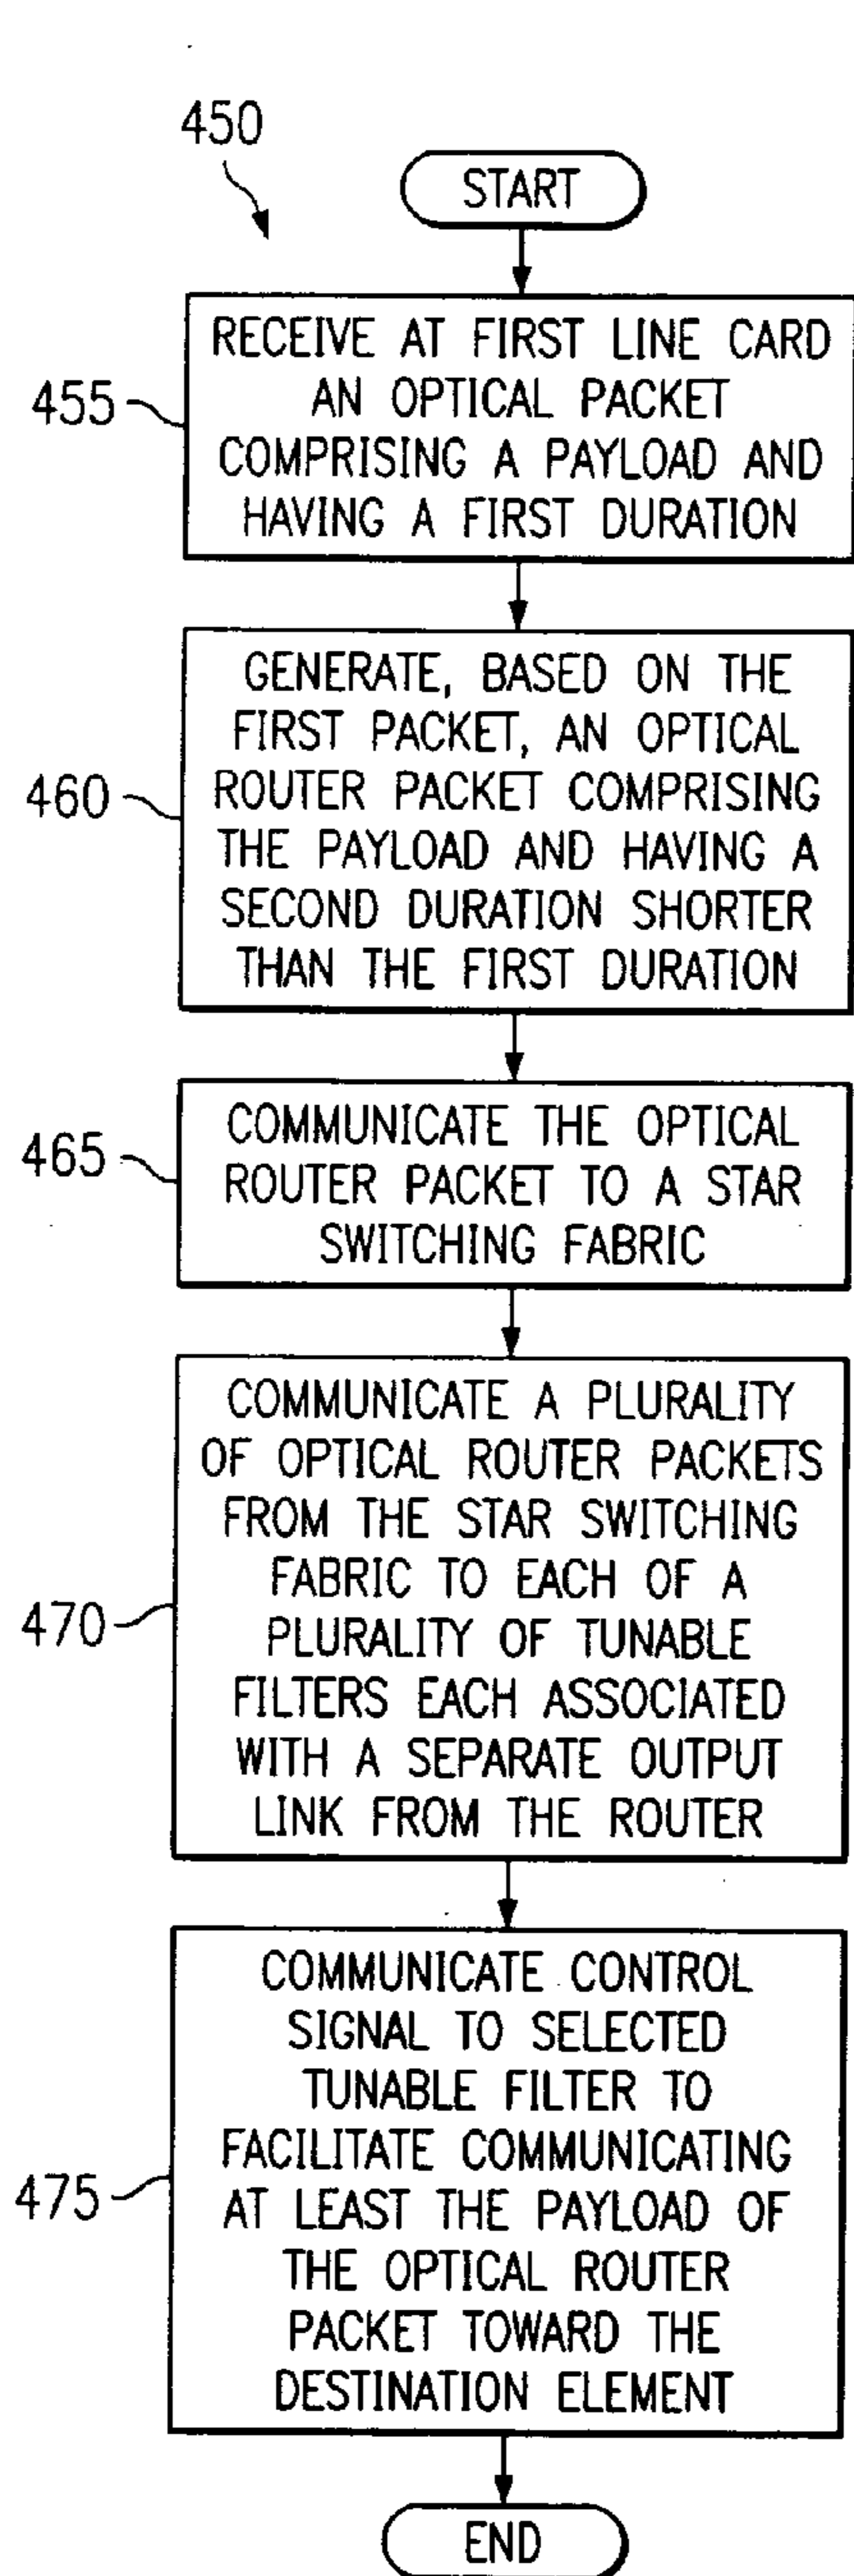 450
START
455
RECEIVE AT FIRST LINE CARD
AN OPTICAL PACKET
COMPRISING A PAYLOAD AND
HAVING A FIRST DURATION
460
GENERATE, BASED ON THE
FIRST PACKET, AN OPTICAL
ROUTER PACKET COMPRISING
THE PAYLOAD AND HAVING A
SECOND DURATION SHORTER
THAN THE FIRST DURATION
465
COMMUNICATE THE OPTICAL
ROUTER PACKET TO A STAR
SWITCHING FABRIC
470
COMMUNICATE A PLURALITY
OF OPTICAL ROUTER PACKETS
FROM THE STAR SWITCHING
FABRIC TO EACH OF A
PLURALITY OF TUNABLE
FILTERS EACH ASSOCIATED
WITH A SEPARATE OUTPUT
LINK FROM THE ROUTER
475
COMMUNICATE CONTROL
SIGNAL TO SELECTED
TUNABLE FILTER TO
FACILITATE COMMUNICATING
AT LEAST THE PAYLOAD OF
THE OPTICAL ROUTER
PACKET TOWARD THE
DESTINATION ELEMENT
END